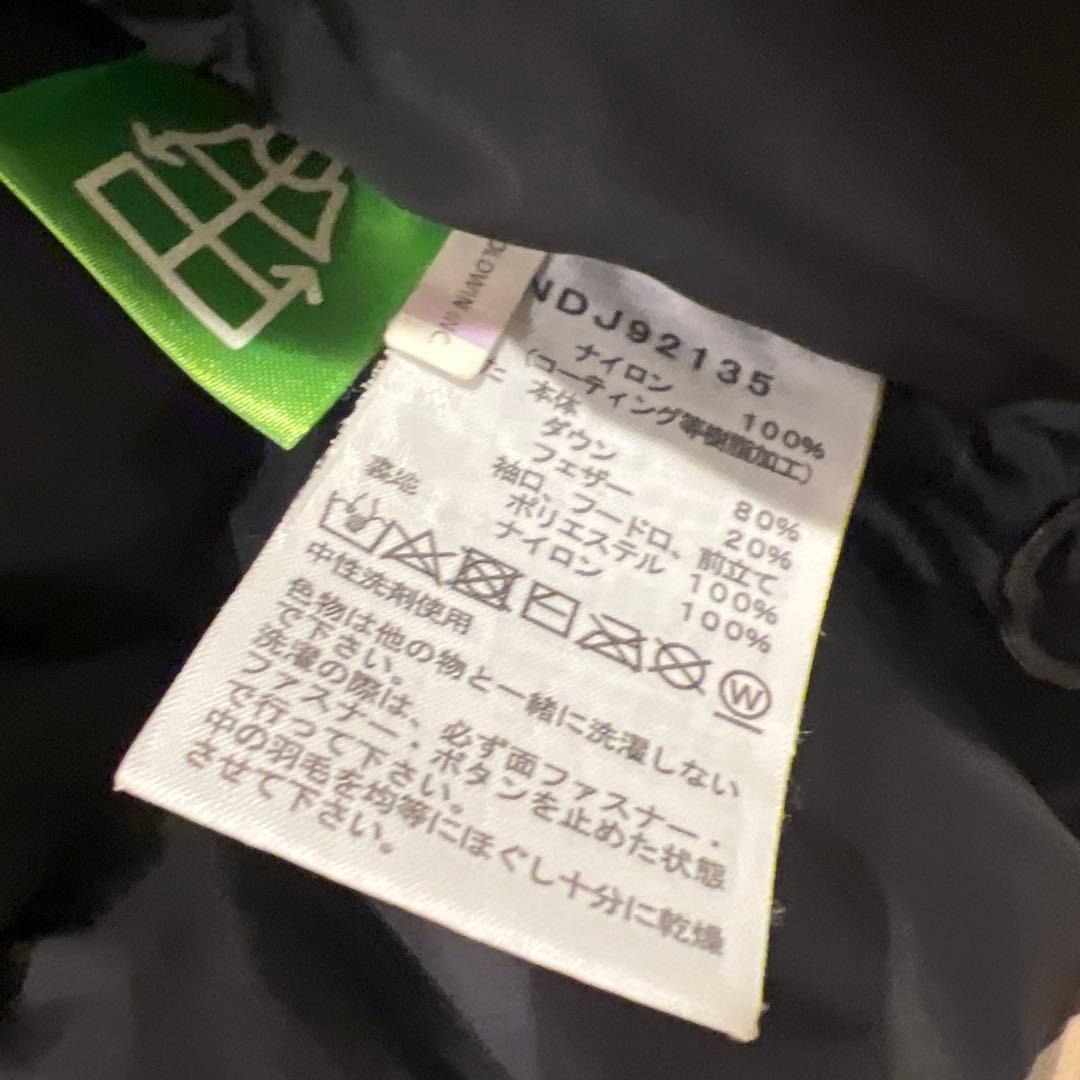 OLDWIN INC
NDJ92135
ナイロン 100%
(コーティング等樹脂加工)
本体
ダウン 80%
フェザー 20%
袖口、フードロ、前立て
ポリエステル 100%
ナイロン 100%
W
中性洗剤使用
色物は他の物と一緒に洗濯しない
で下さい。
洗濯の際は、必ず面ファスナー・
ファスナー・ボタンを止めた状態
で行って下さい。
中の羽毛を均等にほぐし十分に乾燥
させて下さい。